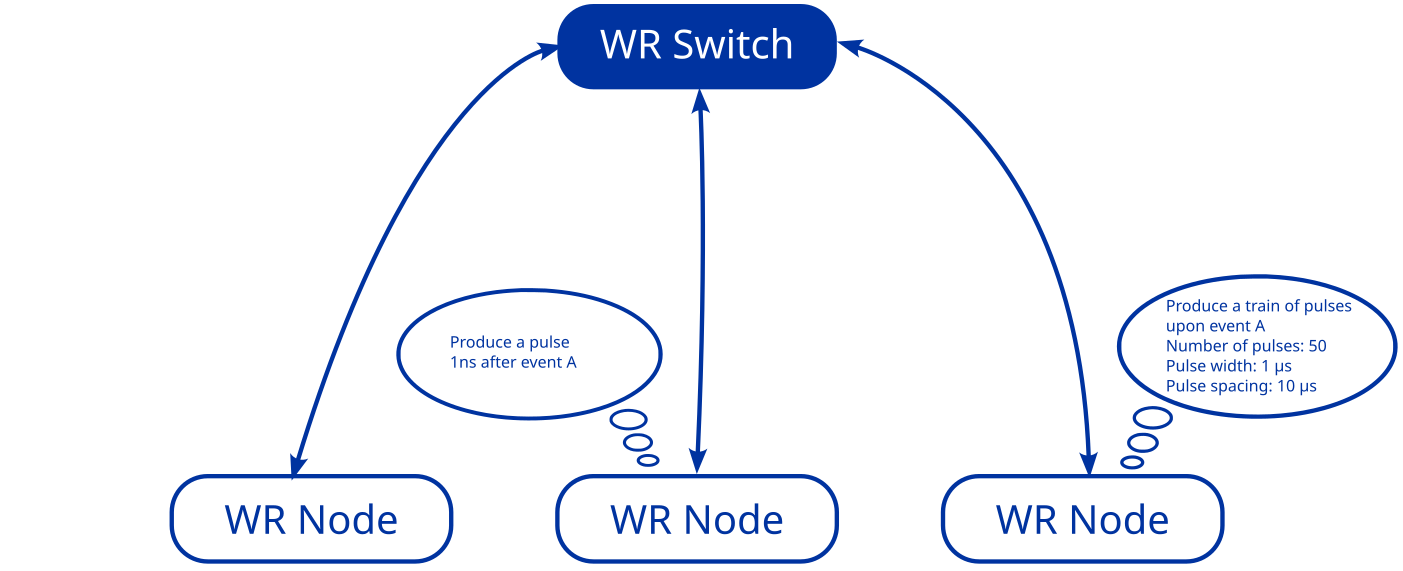 WR Switch
Produce a pulse
1ns after event A
Produce a train of pulses
upon event A
Number of pulses: 50
Pulse width: 1 µs
Pulse spacing: 10 µs
WR Node
WR Node
WR Node